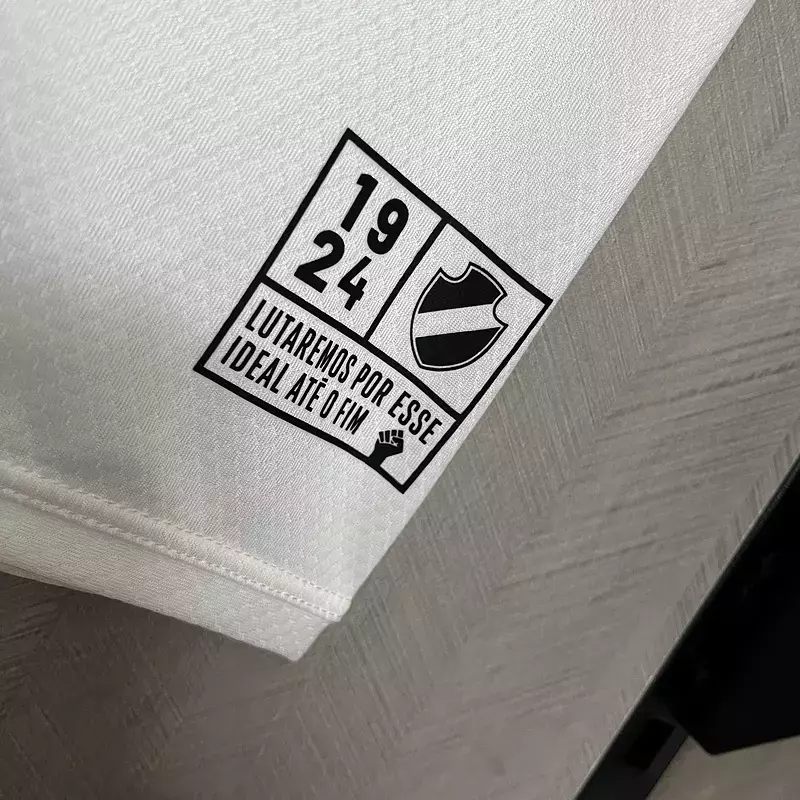 19
24
LUTAREMOS POR ESSE
IDEAL ATÉ O FIM